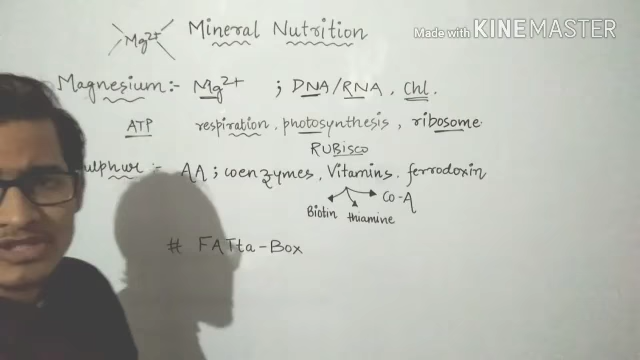 Mg²⁺ Mineral Nutrition
Made with KINEMASTER
Magnesium:- Mg²⁺ ; DNA/RNA, Chl.
ATP respiration, photosynthesis, ribosome.
RUBISCO
ulphur :- AA; coenzymes, Vitamins. ferrodoxin
Biotin thiamine Co-A
# FATta-Box